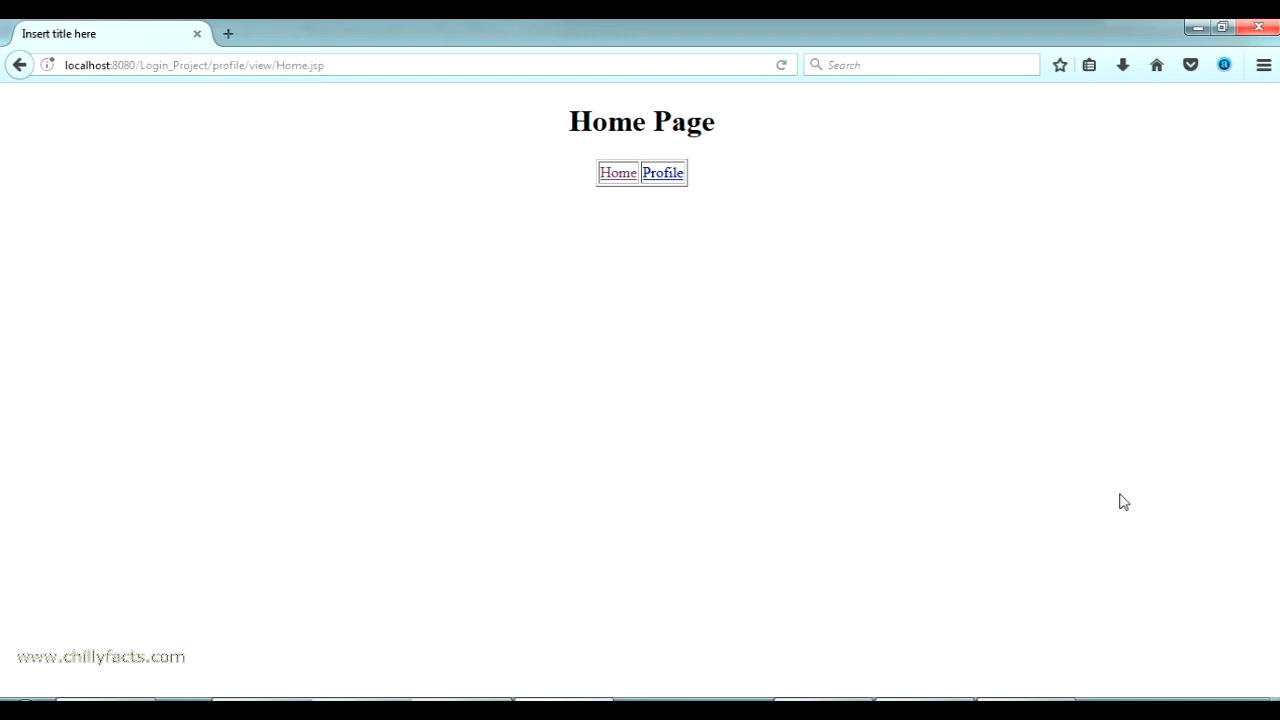 Insert title here
localhost:8080/Login_Project/profile/view/Home.jsp
Search
Home Page
Home Profile
www.chillyfacts.com